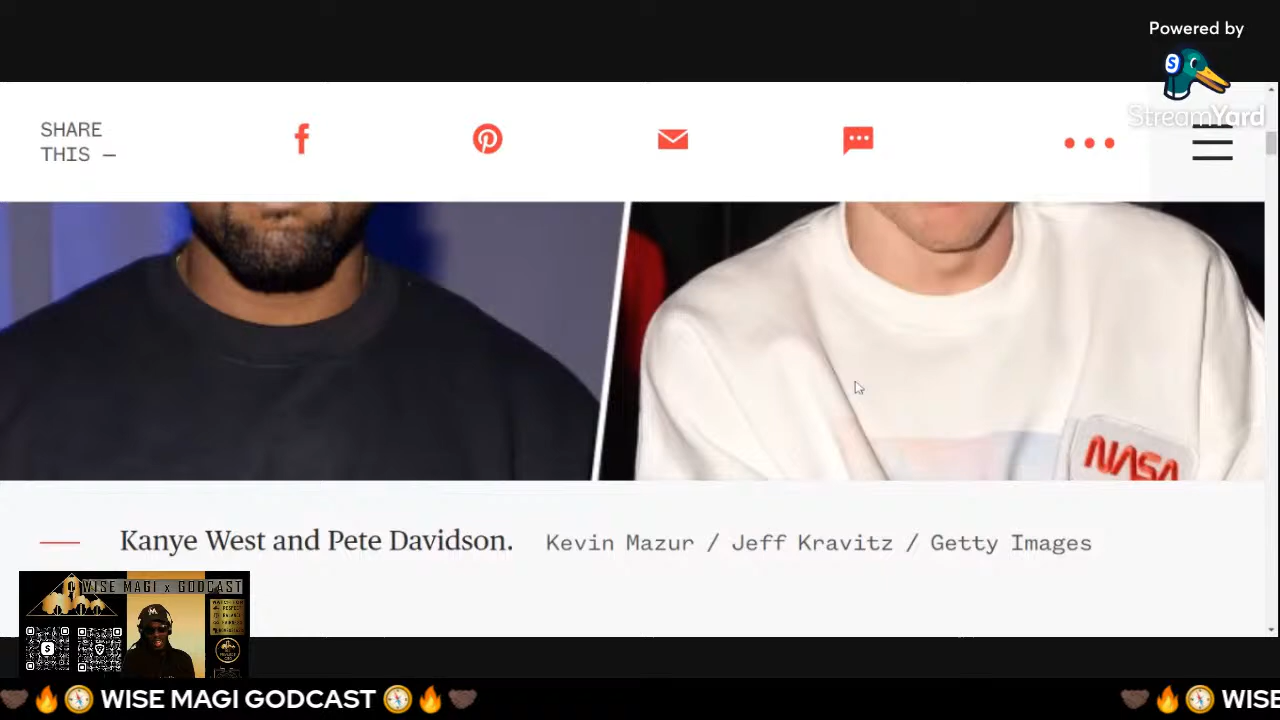 Powered by
StreamYard
SHARE
THIS —
NASA
Kanye West and Pete Davidson. Kevin Mazur / Jeff Kravitz / Getty Images
WISE MAGI x GODCAST
WISE MAGI GODCAST
WISE